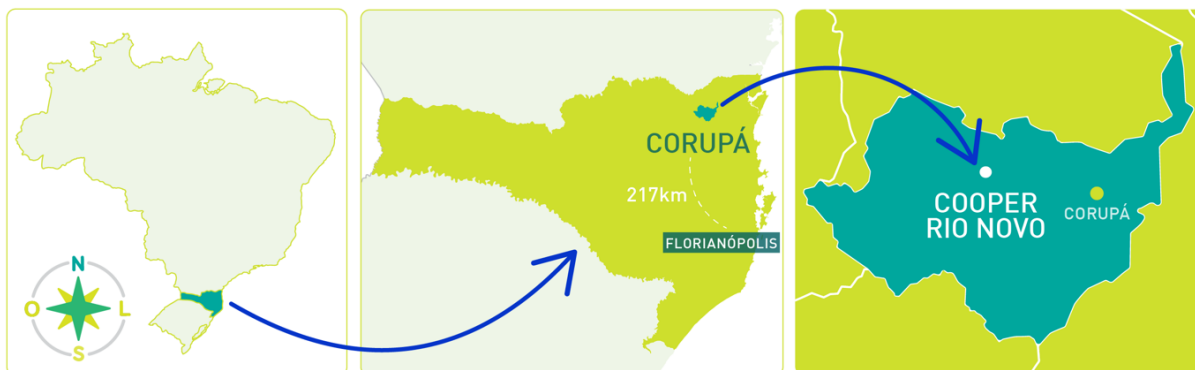 N
O
L
S
CORUPÁ
217km
FLORIANÓPOLIS
COOPER
RIO NOVO
CORUPÁ